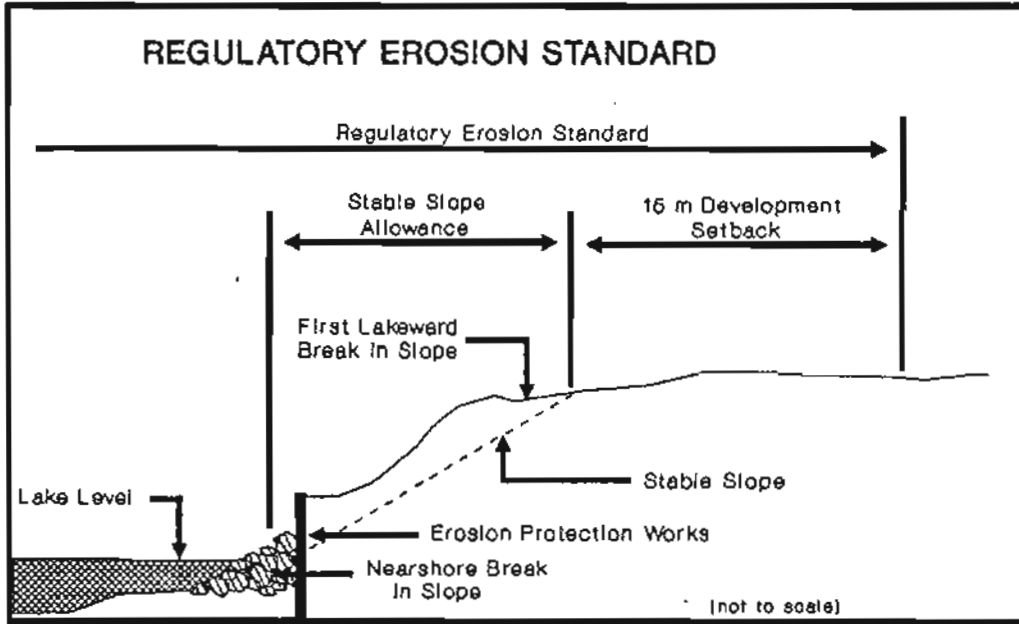 REGULATORY EROSION STANDARD
Regulatory Erosion Standard
Stable Slope
Allowance
15 m Development
Setback
First Lakeward
Break In Slope
Stable Slope
Lake Level
Erosion Protection Works
Nearshore Break
In Slope
(not to scale)